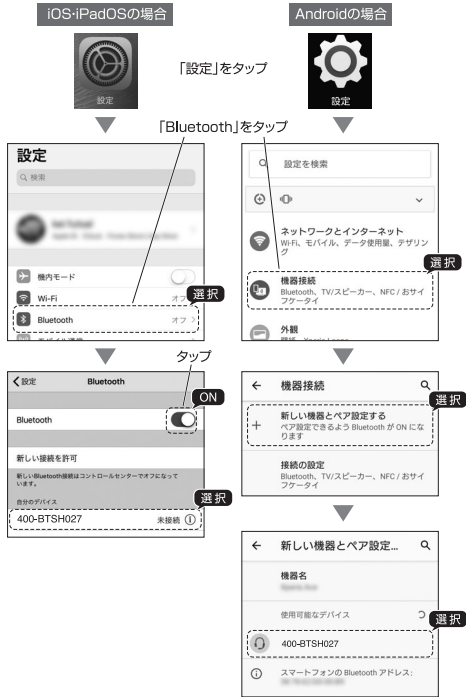 iOS・iPadOSの場合
Androidの場合
設定
「設定」をタップ
設定
「Bluetooth」をタップ
設定
検索
機内モード
Wi-Fi
オフ
選択
Bluetooth
オフ
設定を検索
ネットワークとインターネット
Wi-Fi、モバイル、データ使用量、テザリン
グ
選択
機器接続
Bluetooth、TV/スピーカー、NFC / おサイ
フケータイ
外観
タップ
設定
Bluetooth
ON
Bluetooth
新しい接続を許可
新しいBluetooth接続はコントロールセンターでオフになって
います。
自分のデバイス
選択
400-BTSH027
未接続
機器接続
選択
新しい機器とペア設定する
ペア設定できるよう Bluetooth が ON にな
ります
接続の設定
Bluetooth、TV/スピーカー、NFC / おサイ
フケータイ
新しい機器とペア設定...
機器名
使用可能なデバイス
選択
400-BTSH027
スマートフォンの Bluetooth アドレス: